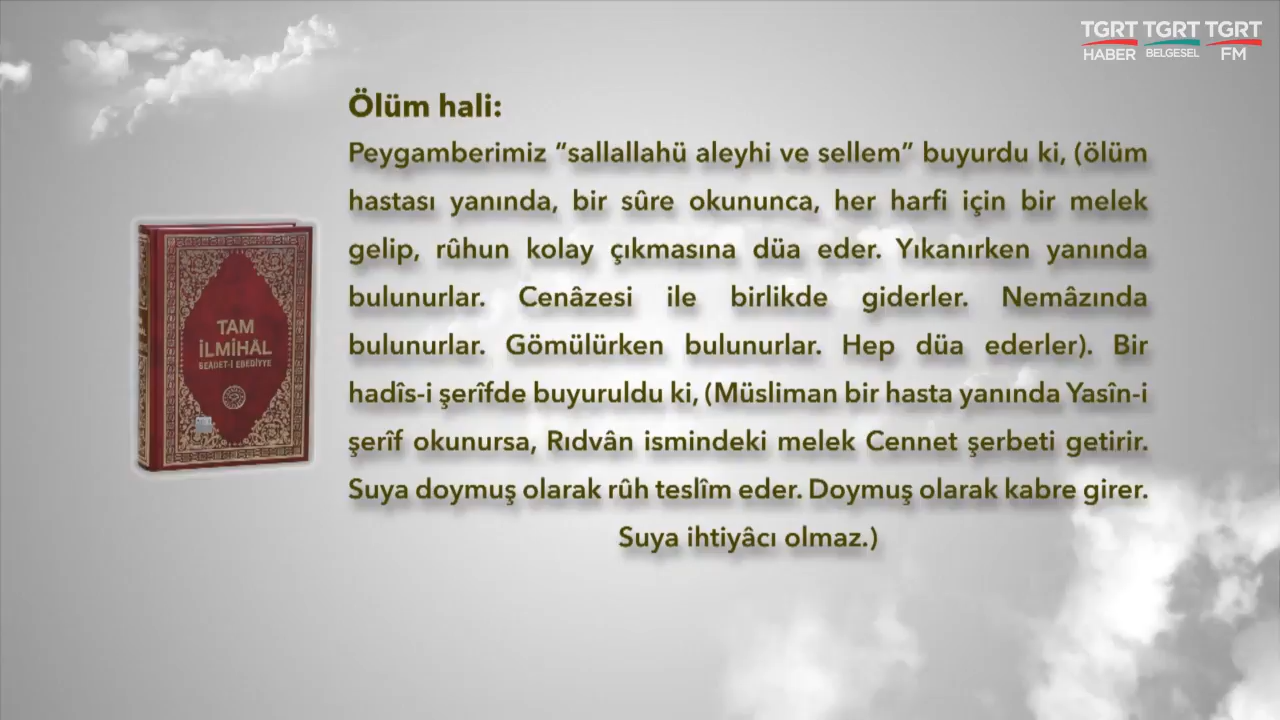 TGRT TGRT TGRT
HABER BELGESEL FM
Ölüm hali:
Peygamberimiz “sallallahü aleyhi ve sellem” buyurdu ki, (ölüm
hastası yanında, bir sûre okununca, her harfi için bir melek
gelip, rûhun kolay çıkmasına düa eder. Yıkanırken yanında
bulunurlar. Cenâzesi ile birlikde giderler. Nemâzında
bulunurlar. Gömülürken bulunurlar. Hep düa ederler). Bir
hadîs-i şerîfde buyuruldu ki, (Müsliman bir hasta yanında Yasîn-i
şerîf okunursa, Rıdvân ismindeki melek Cennet şerbeti getirir.
Suya doymuş olarak rûh teslîm eder. Doymuş olarak kabre girer.
Suya ihtiyâcı olmaz.)
TAM
İLMİHÂL
SEÂDET-İ EBEDİYYE